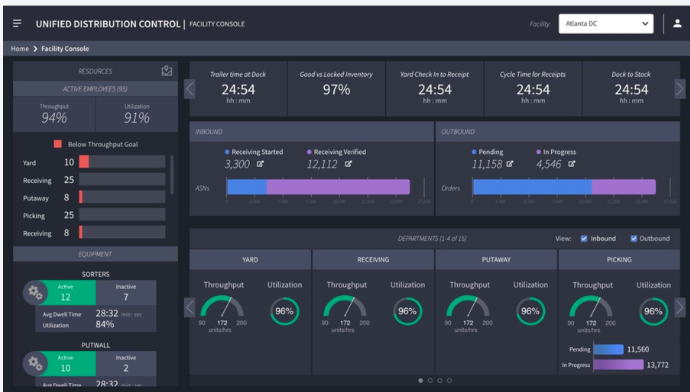 UNIFIED DISTRIBUTION CONTROL | FACILITY CONSOLE
Facility: Atlanta DC
Home > Facility Console
RESOURCES
ACTIVE EMPLOYEES (95)
Throughput Utilization
94% 91%
Below Throughput Goal
Yard 10
Receiving 25
Putaway 8
Picking 25
Receiving 8
EQUIPMENT
SORTERS
Active Inactive
12 7
Avg Dwell Time 28:32 min : sec
Utilization 84%
PUTWALL
Active Inactive
10 2
Avg Dwell Time 28:32
Trailer time at Dock
24:54
hh : mm
Good vs Locked Inventory
97%
Yard Check In to Receipt
24:54
hh : mm
Cycle Time for Receipts
24:54
hh : mm
Dock to Stock
24:54
hh : mm
INBOUND
Receiving Started Receiving Verified
3,300 12,112
ASNs
OUTBOUND
Pending In Progress
11,158 4,546
Orders
DEPARTMENTS (1-4 of 15)
View: Inbound Outbound
YARD
Throughput Utilization
96%
90 172 200
units/hrs
RECEIVING
Throughput Utilization
96%
90 172 200
units/hrs
PUTAWAY
Throughput Utilization
96%
90 172 200
units/hrs
PICKING
Throughput Utilization
96%
90 172 200
units/hrs
Pending 11,560
In Progress 13,772